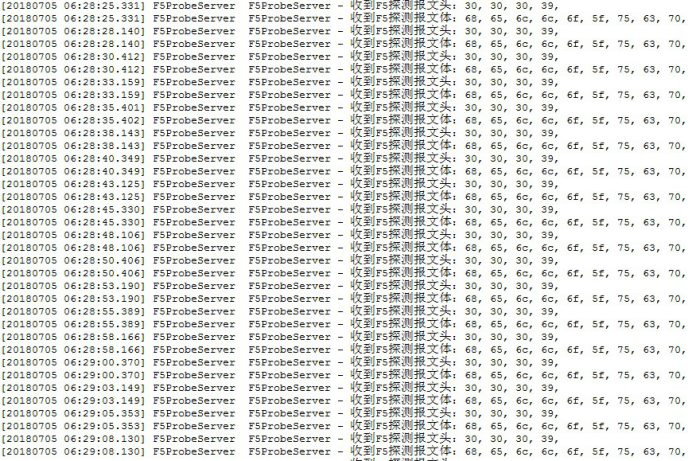 [20180705 06:28:25.331] F5ProbeServer F5ProbeServer - 收到F5探测报文头: 30, 30, 30, 39,
[20180705 06:28:25.331] F5ProbeServer F5ProbeServer - 收到F5探测报文体: 68, 65, 6c, 6c, 6f, 5f, 75, 63, 70,
[20180705 06:28:28.140] F5ProbeServer F5ProbeServer - 收到F5探测报文头: 30, 30, 30, 39,
[20180705 06:28:28.140] F5ProbeServer F5ProbeServer - 收到F5探测报文体: 68, 65, 6c, 6c, 6f, 5f, 75, 63, 70,
[20180705 06:28:30.412] F5ProbeServer F5ProbeServer - 收到F5探测报文头: 30, 30, 30, 39,
[20180705 06:28:30.412] F5ProbeServer F5ProbeServer - 收到F5探测报文体: 68, 65, 6c, 6c, 6f, 5f, 75, 63, 70,
[20180705 06:28:33.159] F5ProbeServer F5ProbeServer - 收到F5探测报文头: 30, 30, 30, 39,
[20180705 06:28:33.159] F5ProbeServer F5ProbeServer - 收到F5探测报文体: 68, 65, 6c, 6c, 6f, 5f, 75, 63, 70,
[20180705 06:28:35.401] F5ProbeServer F5ProbeServer - 收到F5探测报文头: 30, 30, 30, 39,
[20180705 06:28:35.402] F5ProbeServer F5ProbeServer - 收到F5探测报文体: 68, 65, 6c, 6c, 6f, 5f, 75, 63, 70,
[20180705 06:28:38.143] F5ProbeServer F5ProbeServer - 收到F5探测报文头: 30, 30, 30, 39,
[20180705 06:28:38.143] F5ProbeServer F5ProbeServer - 收到F5探测报文体: 68, 65, 6c, 6c, 6f, 5f, 75, 63, 70,
[20180705 06:28:40.349] F5ProbeServer F5ProbeServer - 收到F5探测报文头: 30, 30, 30, 39,
[20180705 06:28:40.349] F5ProbeServer F5ProbeServer - 收到F5探测报文体: 68, 65, 6c, 6c, 6f, 5f, 75, 63, 70,
[20180705 06:28:43.125] F5ProbeServer F5ProbeServer - 收到F5探测报文头: 30, 30, 30, 39,
[20180705 06:28:43.125] F5ProbeServer F5ProbeServer - 收到F5探测报文体: 68, 65, 6c, 6c, 6f, 5f, 75, 63, 70,
[20180705 06:28:45.330] F5ProbeServer F5ProbeServer - 收到F5探测报文头: 30, 30, 30, 39,
[20180705 06:28:45.330] F5ProbeServer F5ProbeServer - 收到F5探测报文体: 68, 65, 6c, 6c, 6f, 5f, 75, 63, 70,
[20180705 06:28:48.106] F5ProbeServer F5ProbeServer - 收到F5探测报文头: 30, 30, 30, 39,
[20180705 06:28:48.106] F5ProbeServer F5ProbeServer - 收到F5探测报文体: 68, 65, 6c, 6c, 6f, 5f, 75, 63, 70,
[20180705 06:28:50.406] F5ProbeServer F5ProbeServer - 收到F5探测报文头: 30, 30, 30, 39,
[20180705 06:28:50.406] F5ProbeServer F5ProbeServer - 收到F5探测报文体: 68, 65, 6c, 6c, 6f, 5f, 75, 63, 70,
[20180705 06:28:53.190] F5ProbeServer F5ProbeServer - 收到F5探测报文头: 30, 30, 30, 39,
[20180705 06:28:53.190] F5ProbeServer F5ProbeServer - 收到F5探测报文体: 68, 65, 6c, 6c, 6f, 5f, 75, 63, 70,
[20180705 06:28:55.389] F5ProbeServer F5ProbeServer - 收到F5探测报文头: 30, 30, 30, 39,
[20180705 06:28:55.389] F5ProbeServer F5ProbeServer - 收到F5探测报文体: 68, 65, 6c, 6c, 6f, 5f, 75, 63, 70,
[20180705 06:28:58.166] F5ProbeServer F5ProbeServer - 收到F5探测报文头: 30, 30, 30, 39,
[20180705 06:28:58.166] F5ProbeServer F5ProbeServer - 收到F5探测报文体: 68, 65, 6c, 6c, 6f, 5f, 75, 63, 70,
[20180705 06:29:00.370] F5ProbeServer F5ProbeServer - 收到F5探测报文头: 30, 30, 30, 39,
[20180705 06:29:00.370] F5ProbeServer F5ProbeServer - 收到F5探测报文体: 68, 65, 6c, 6c, 6f, 5f, 75, 63, 70,
[20180705 06:29:03.149] F5ProbeServer F5ProbeServer - 收到F5探测报文头: 30, 30, 30, 39,
[20180705 06:29:03.149] F5ProbeServer F5ProbeServer - 收到F5探测报文体: 68, 65, 6c, 6c, 6f, 5f, 75, 63, 70,
[20180705 06:29:05.353] F5ProbeServer F5ProbeServer - 收到F5探测报文头: 30, 30, 30, 39,
[20180705 06:29:05.353] F5ProbeServer F5ProbeServer - 收到F5探测报文体: 68, 65, 6c, 6c, 6f, 5f, 75, 63, 70,
[20180705 06:29:08.130] F5ProbeServer F5ProbeServer - 收到F5探测报文头: 30, 30, 30, 39,
[20180705 06:29:08.130] F5ProbeServer F5ProbeServer - 收到F5探测报文体: 68, 65, 6c, 6c, 6f, 5f, 75, 63, 70,